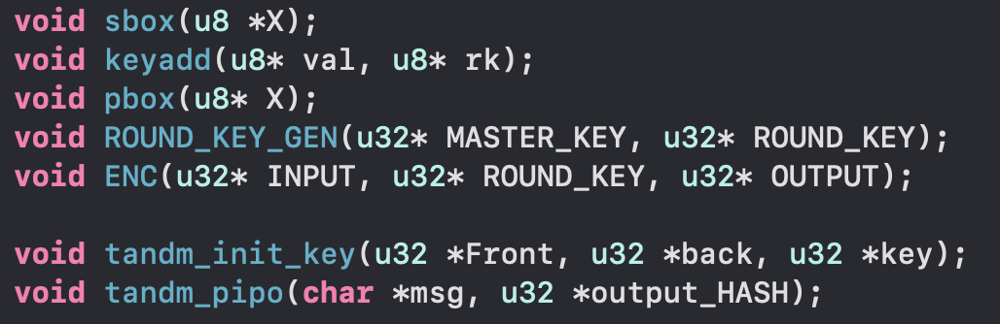 void sbox(u8 *X);
void keyadd(u8* val, u8* rk);
void pbox(u8* X);
void ROUND_KEY_GEN(u32* MASTER_KEY, u32* ROUND_KEY);
void ENC(u32* INPUT, u32* ROUND_KEY, u32* OUTPUT);
void tandm_init_key(u32 *Front, u32 *back, u32 *key);
void tandm_pipo(char *msg, u32 *output_HASH);